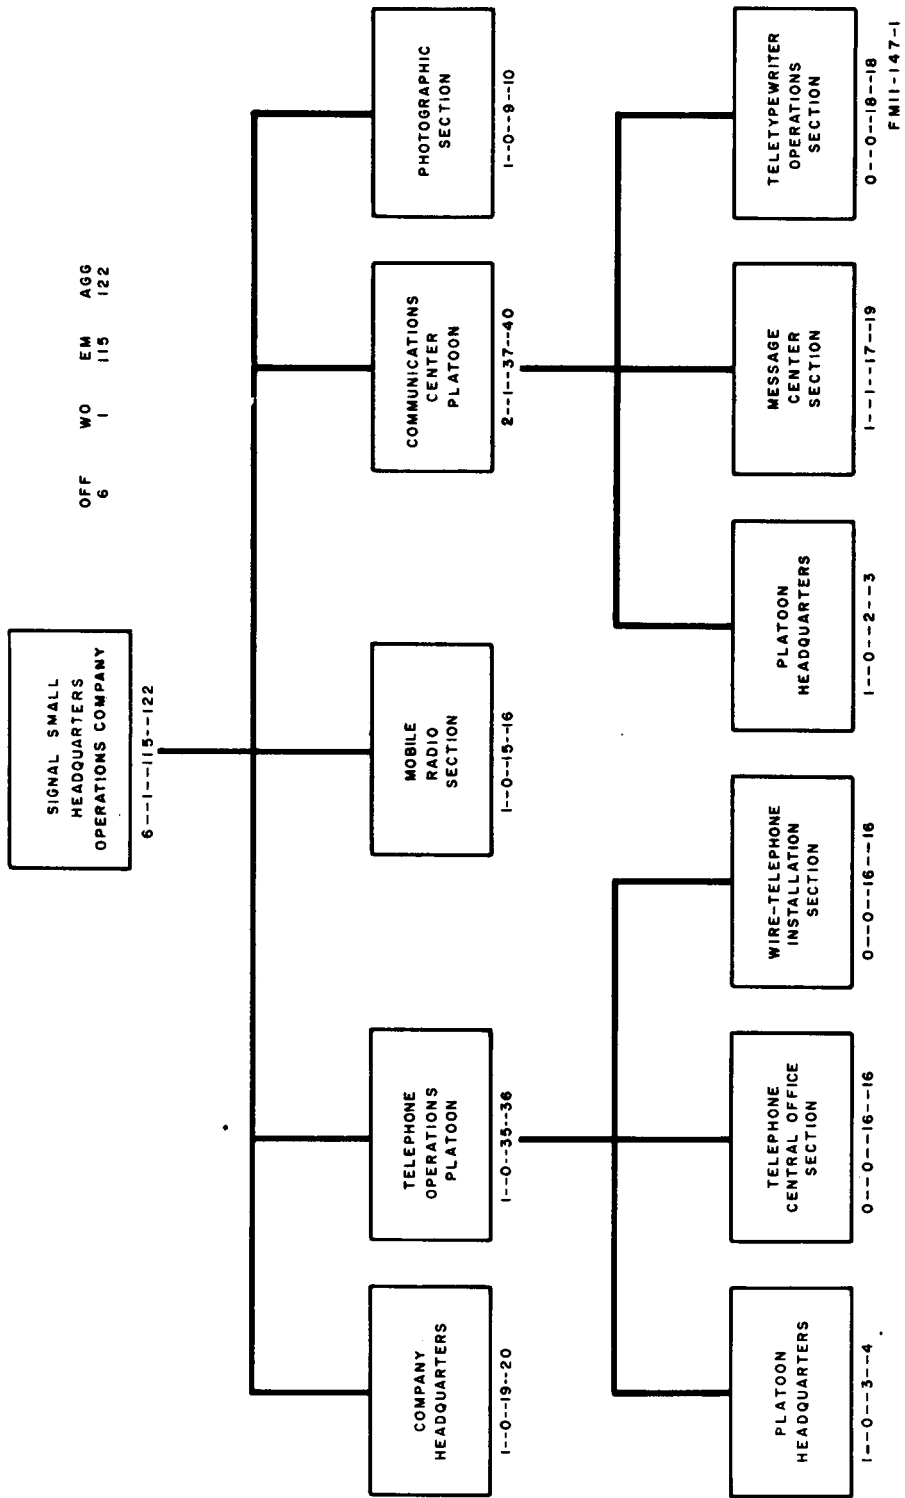 SIGNAL SMALL
HEADQUARTERS
OPERATIONS COMPANY
6--1--115--122
OFF WO EM AGG
6 1 115 122
COMPANY
HEADQUARTERS
1--0--19--20
TELEPHONE
OPERATIONS
PLATOON
1--0--35--36
MOBILE
RADIO
SECTION
1--0--15--16
COMMUNICATIONS
CENTER
PLATOON
2--1--37--40
PHOTOGRAPHIC
SECTION
1--0--9--10
PLATOON
HEADQUARTERS
1--0--3--4
TELEPHONE
CENTRAL OFFICE
SECTION
0--0--16--16
WIRE-TELEPHONE
INSTALLATION
SECTION
0--0--16--16
PLATOON
HEADQUARTERS
1--0--2--3
MESSAGE
CENTER
SECTION
1--1--17--19
TELETYPEWRITER
OPERATIONS
SECTION
0--0--18--18
FM11-147-1